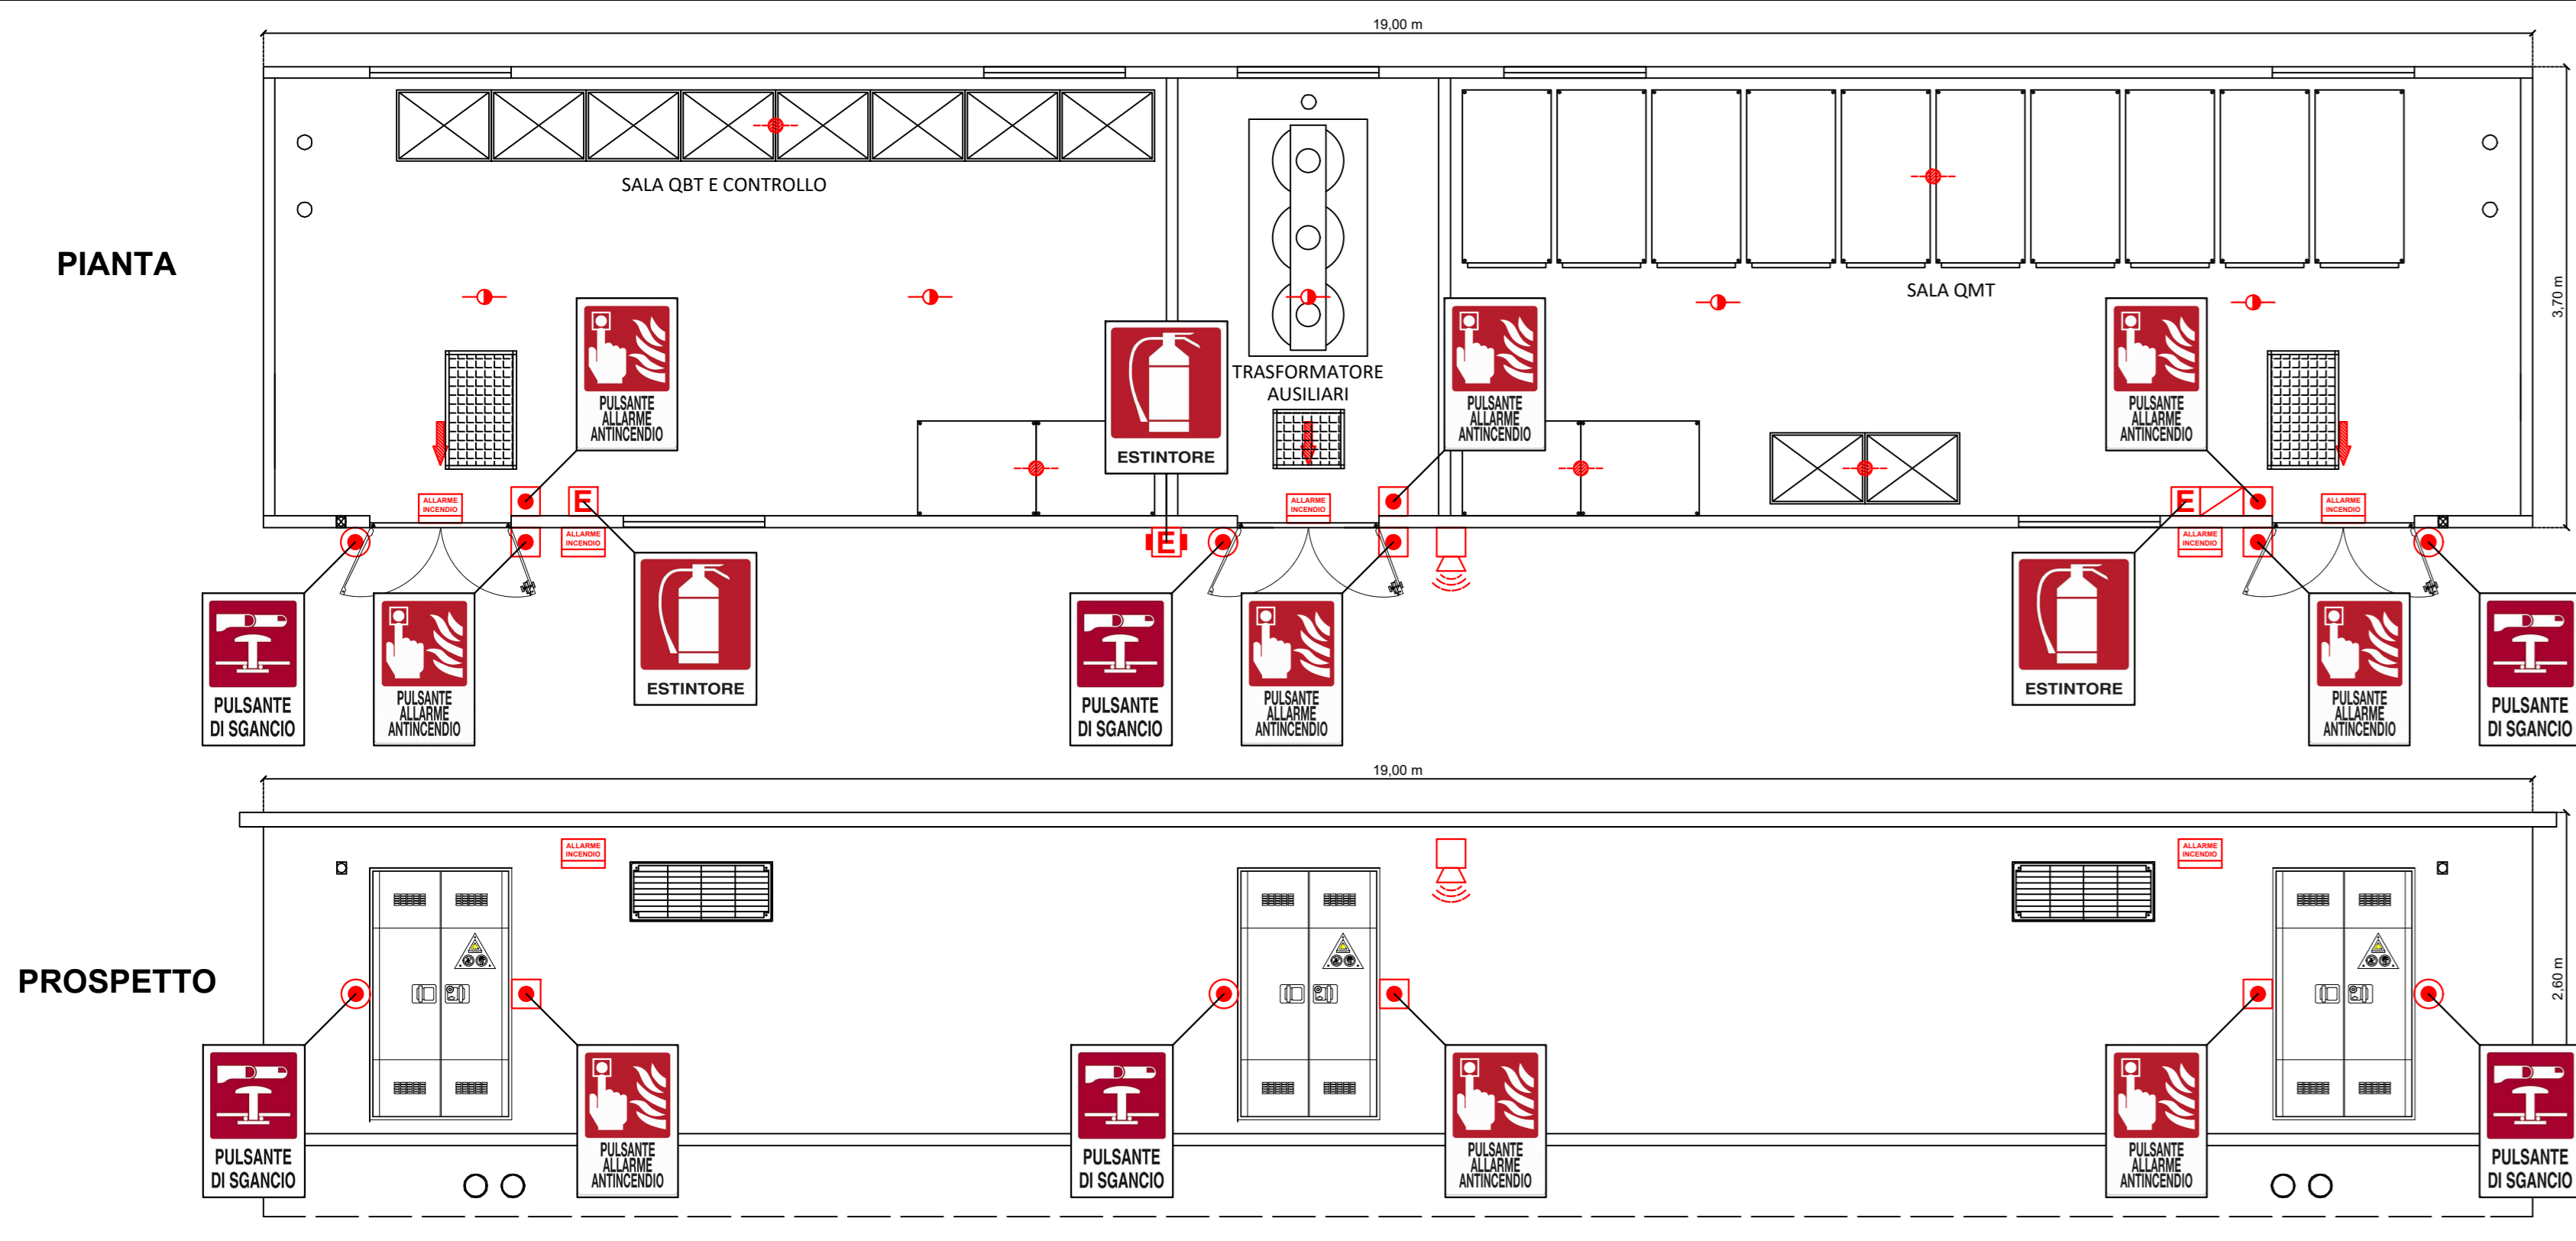 19,00 m
SALA QBT E CONTROLLO
PIANTA
SALA QMT
3,70 m
TRASFORMATORE
AUSILIARI
PULSANTE
ALLARME
ANTINCENDIO
ESTINTORE
PULSANTE
ALLARME
ANTINCENDIO
PULSANTE
ALLARME
ANTINCENDIO
ALLARME
INCENDIO
E
ALLARME
INCENDIO
E
ALLARME
INCENDIO
ALLARME
INCENDIO
E
ALLARME
INCENDIO
ALLARME
INCENDIO
PULSANTE
DI SGANCIO
PULSANTE
ALLARME
ANTINCENDIO
ESTINTORE
PULSANTE
DI SGANCIO
PULSANTE
ALLARME
ANTINCENDIO
ESTINTORE
PULSANTE
ALLARME
ANTINCENDIO
PULSANTE
DI SGANCIO
19,00 m
ALLARME
INCENDIO
ALLARME
INCENDIO
PROSPETTO
2,60 m
PULSANTE
DI SGANCIO
PULSANTE
ALLARME
ANTINCENDIO
PULSANTE
DI SGANCIO
PULSANTE
ALLARME
ANTINCENDIO
PULSANTE
ALLARME
ANTINCENDIO
PULSANTE
DI SGANCIO